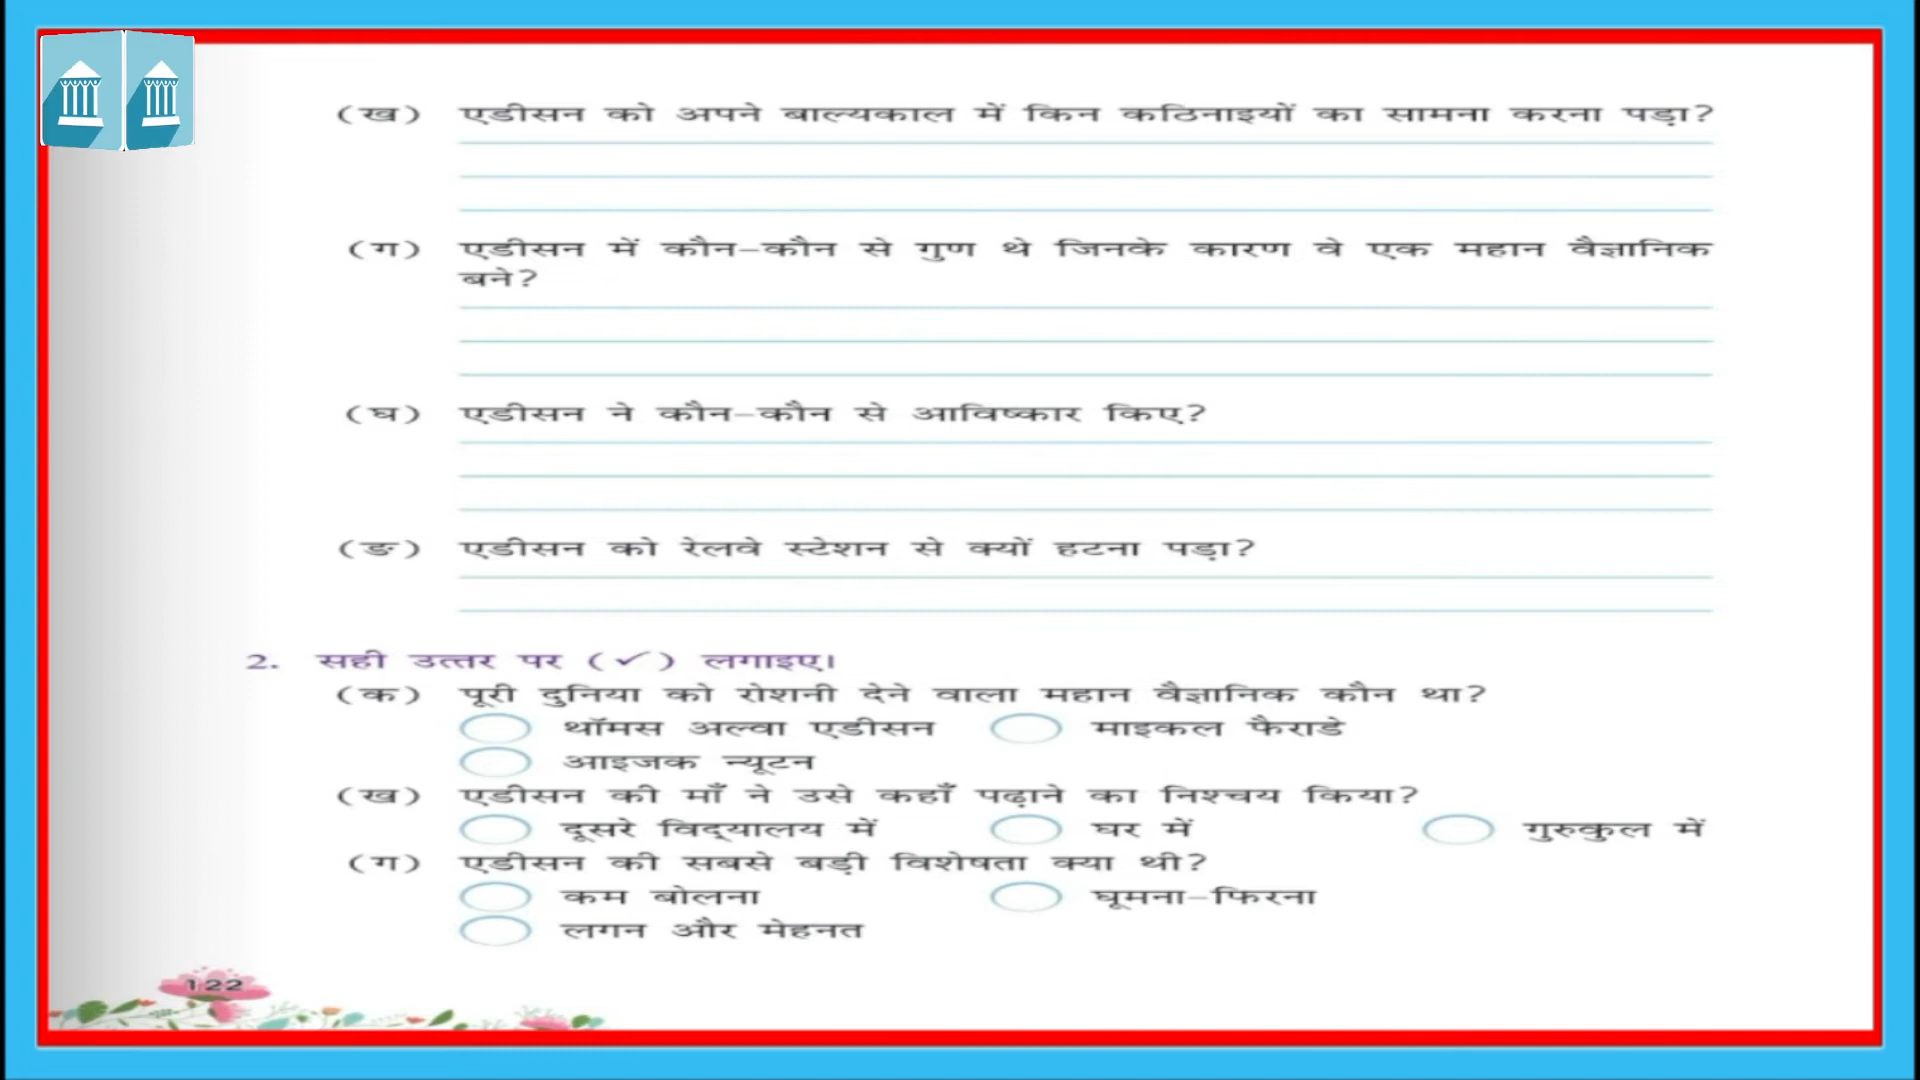 (ख) एडीसन को अपने बाल्यकाल में किन कठिनाइयों का सामना करना पड़ा?
(ग) एडीसन में कौन-कौन से गुण थे जिनके कारण वे एक महान वैज्ञानिक
बने?
(घ) एडीसन ने कौन-कौन से आविष्कार किए?
(ङ) एडीसन को रेलवे स्टेशन से क्यों हटना पड़ा?
2. सही उत्तर पर (✓) लगाइए।
(क) पूरी दुनिया को रोशनी देने वाला महान वैज्ञानिक कौन था?
थॉमस अल्वा एडीसन माइकल फैराडे
आइजक न्यूटन
(ख) एडीसन की माँ ने उसे कहाँ पढ़ाने का निश्चय किया?
दूसरे विद्‌यालय में घर में गुरुकुल में
(ग) एडीसन की सबसे बड़ी विशेषता क्या थी?
कम बोलना घूमना-फिरना
लगन और मेहनत
122